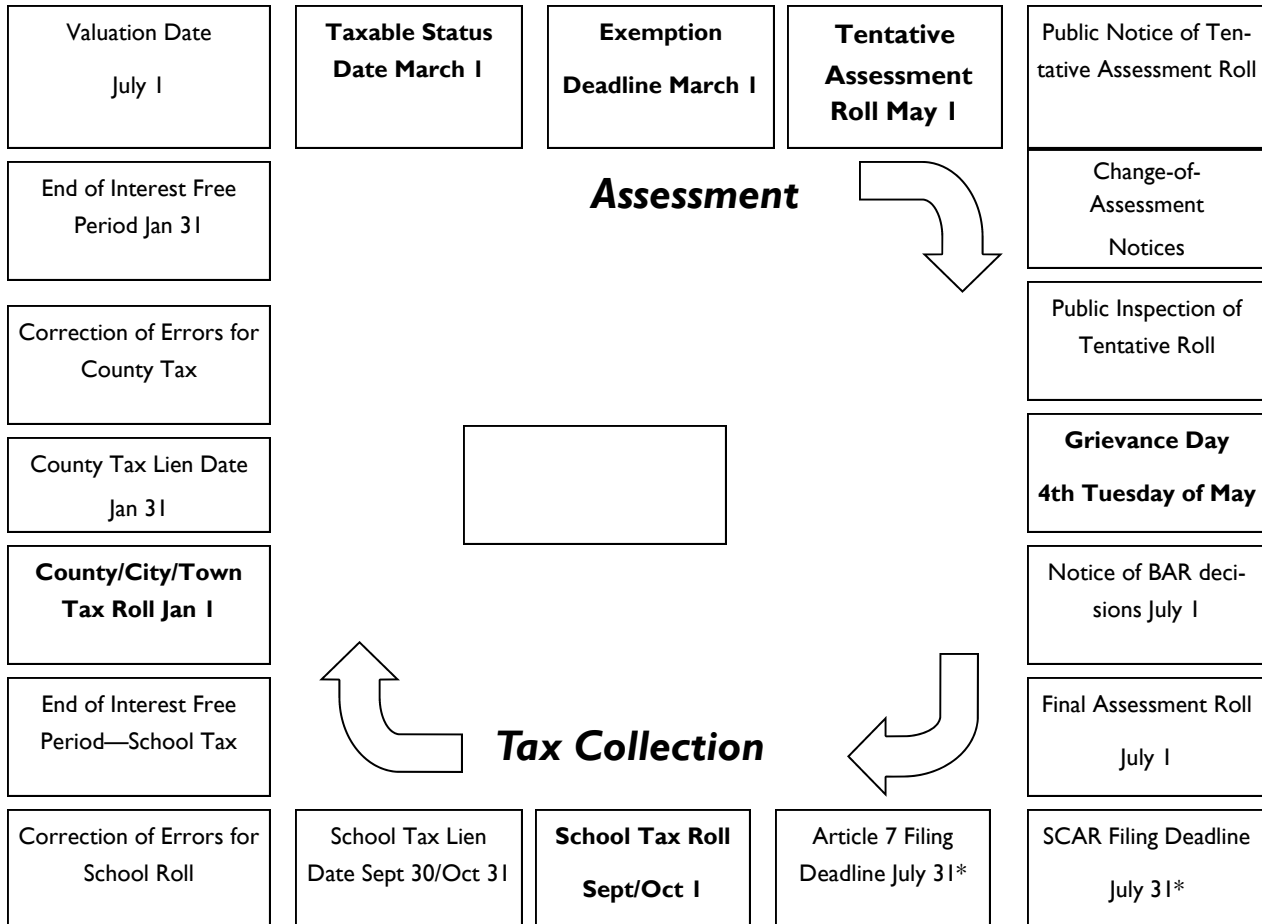 Valuation Date
July 1
Taxable Status
Date March 1
Exemption
Deadline March 1
Tentative
Assessment
Roll May 1
Public Notice of Ten-
tative Assessment Roll
Change-of-
Assessment
Notices
Public Inspection of
Tentative Roll
Grievance Day
4th Tuesday of May
Notice of BAR deci-
sions July 1
Final Assessment Roll
July 1
SCAR Filing Deadline
July 31*
Article 7 Filing
Deadline July 31*
School Tax Roll
Sept/Oct 1
School Tax Lien
Date Sept 30/Oct 31
Correction of Errors for
School Roll
End of Interest Free
Period—School Tax
County/City/Town
Tax Roll Jan 1
County Tax Lien Date
Jan 31
Correction of Errors for
County Tax
End of Interest Free
Period Jan 31
Assessment
Tax Collection